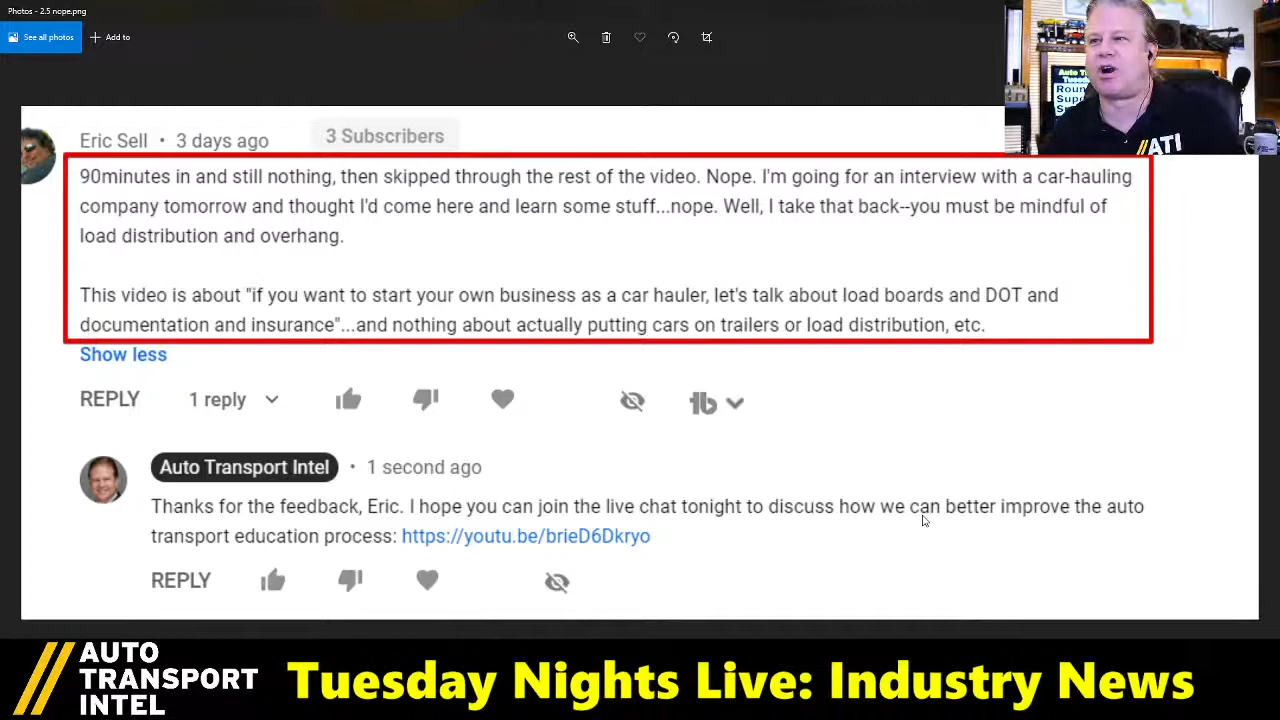 Photos - 2.5 nope.png
See all photos
Add to
Eric Sell • 3 days ago
3 Subscribers
90minutes in and still nothing, then skipped through the rest of the video. Nope. I'm going for an interview with a car-hauling
company tomorrow and thought I'd come here and learn some stuff...nope. Well, I take that back--you must be mindful of
load distribution and overhang.
This video is about "if you want to start your own business as a car hauler, let's talk about load boards and DOT and
documentation and insurance"...and nothing about actually putting cars on trailers or load distribution, etc.
Show less
REPLY
1 reply
Auto Transport Intel • 1 second ago
Thanks for the feedback, Eric. I hope you can join the live chat tonight to discuss how we can better improve the auto
transport education process: https://youtu.be/brieD6Dkryo
REPLY
//ATI
AUTO
TRANSPORT
INTEL
Tuesday Nights Live: Industry News